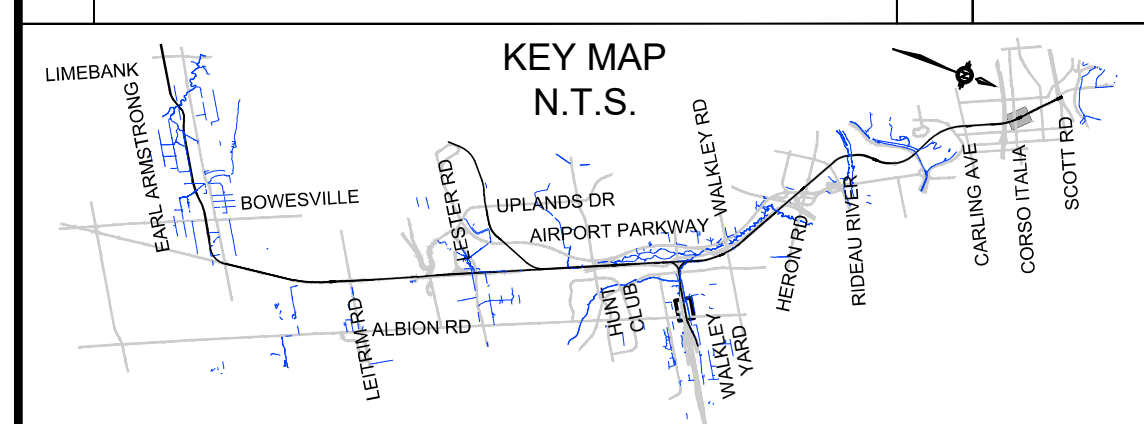 KEY MAP
N.T.S.
LIMEBANK
EARL ARMSTRONG
BOWESVILLE
LEITRIM RD
ALBION RD
LESTER RD
UPLANDS DR
AIRPORT PARKWAY
HUNT
CLUB
WALKLEY RD
WALKLEY
YARD
HERON RD
RIDEAU RIVER
CARLING AVE
CORSO ITALIA
SCOTT RD
N